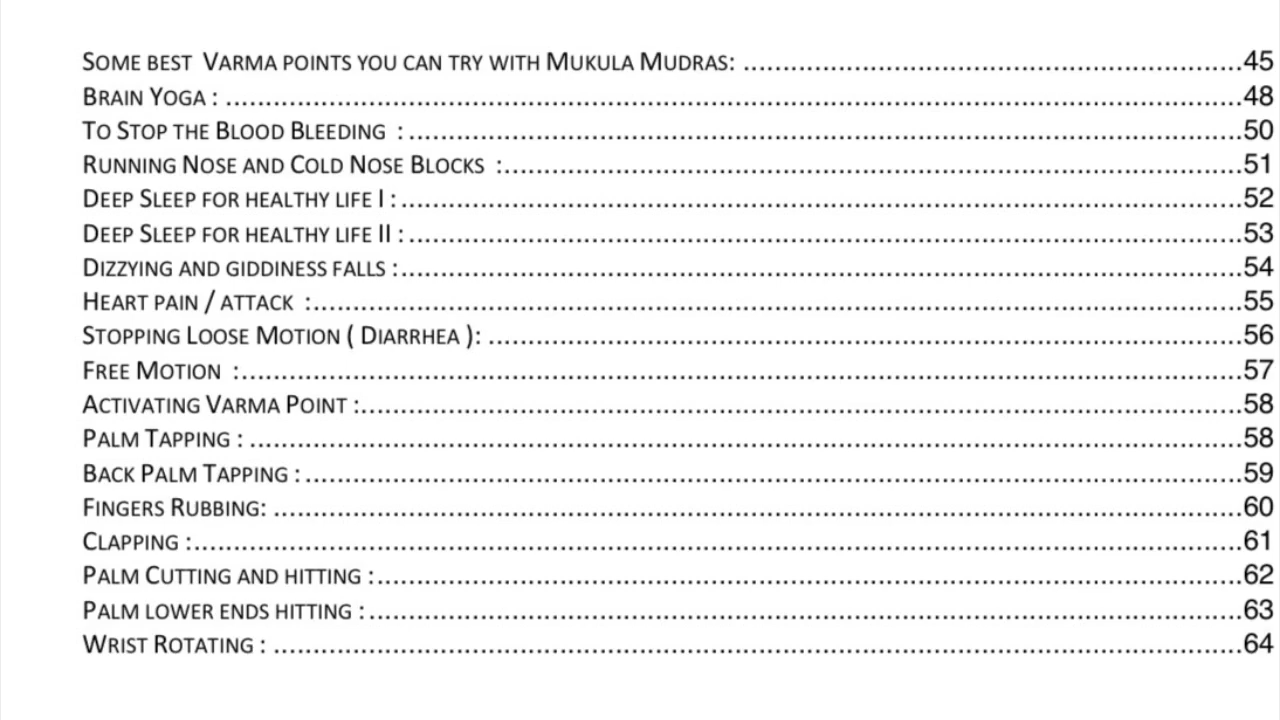 Some best  Varma points you can try with Mukula Mudras: ........................................................45
Brain Yoga : ........................................................48
To Stop the Blood Bleeding  : ........................................................50
Running Nose and Cold Nose Blocks  :........................................................51
Deep Sleep for healthy life I : ........................................................52
Deep Sleep for healthy life II : ........................................................53
Dizzying and giddiness falls : ........................................................54
Heart pain / attack  :........................................................55
Stopping Loose Motion ( Diarrhea ): ........................................................56
Free Motion  :........................................................57
Activating Varma Point :........................................................58
Palm Tapping : ........................................................58
Back Palm Tapping : ........................................................59
Fingers Rubbing: ........................................................60
Clapping :........................................................61
Palm Cutting and hitting :........................................................62
Palm lower ends hitting : ........................................................63
Wrist Rotating : ........................................................64